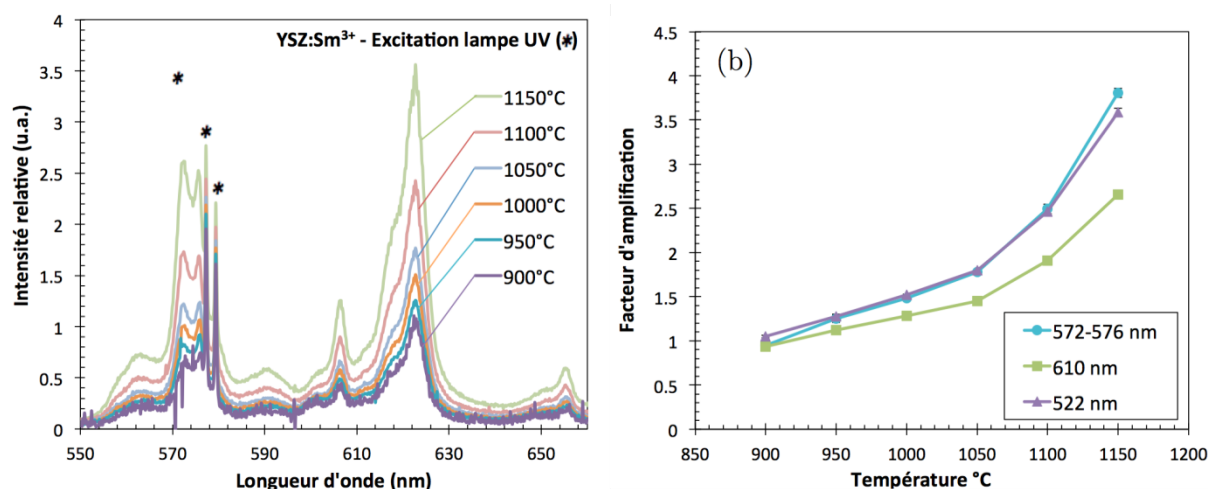 YSZ:Sm³⁺ - Excitation lampe UV (*)
*
*
*
Intensité relative (u.a.)
4
3.5
3
2.5
2
1.5
1
0.5
0
1150°C
1100°C
1050°C
1000°C
950°C
900°C
550
570
590
610
630
650
Longueur d'onde (nm)
(b)
Facteur d'amplification
4.5
4
3.5
3
2.5
2
1.5
1
0.5
0
572-576 nm
610 nm
522 nm
850
900
950
1000
1050
1100
1150
1200
Température °C